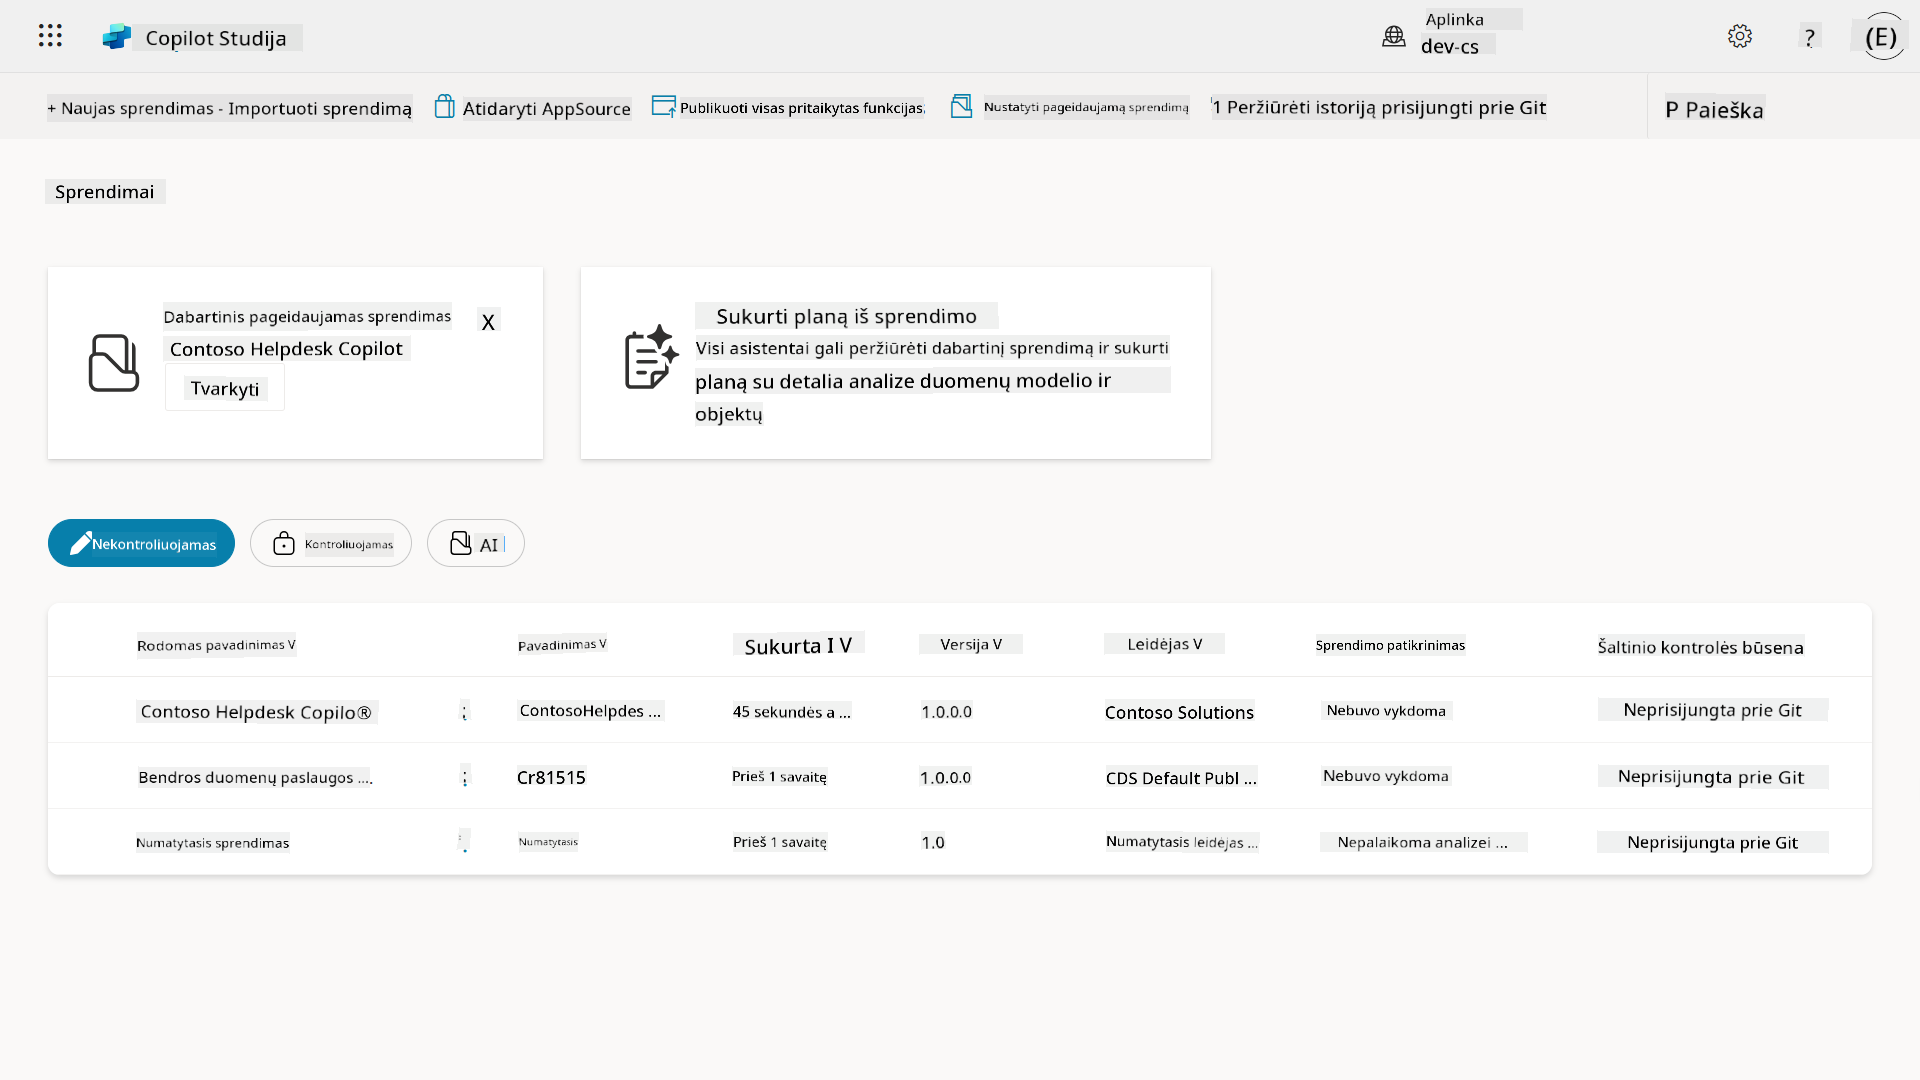 Copilot Studija
Aplinka
dev-cs
?
(E)
+ Naujas sprendimas - Importuoti sprendimą
Atidaryti AppSource
Publikuoti visas pritaikytas funkcijas
Nustatyti pageidaujamą sprendimą
1 Peržiūrėti istoriją prisijungti prie Git
P Paieška
Sprendimai
Dabartinis pageidaujamas sprendimas
X
Contoso Helpdesk Copilot
Tvarkyti
Sukurti planą iš sprendimo
Visi asistentai gali peržiūrėti dabartinį sprendimą ir sukurti
planą su detalia analize duomenų modelio ir
objektų
Nekontroliuojamas
Kontroliuojamas
AI
Rodomas pavadinimas V
Pavadinimas V
Sukurta I V
Versija V
Leidėjas V
Sprendimo patikrinimas
Šaltinio kontrolės būsena
Contoso Helpdesk Copilo®
ContosoHelpdes ...
45 sekundės a ...
1.0.0.0
Contoso Solutions
Nebuvo vykdoma
Neprisijungta prie Git
Bendros duomenų paslaugos ....
Cr81515
Prieš 1 savaitę
1.0.0.0
CDS Default Publ ...
Nebuvo vykdoma
Neprisijungta prie Git
Numatytasis sprendimas
Numatytasis
Prieš 1 savaitę
1.0
Numatytasis leidėjas ...
Nepalaikoma analizei ...
Neprisijungta prie Git